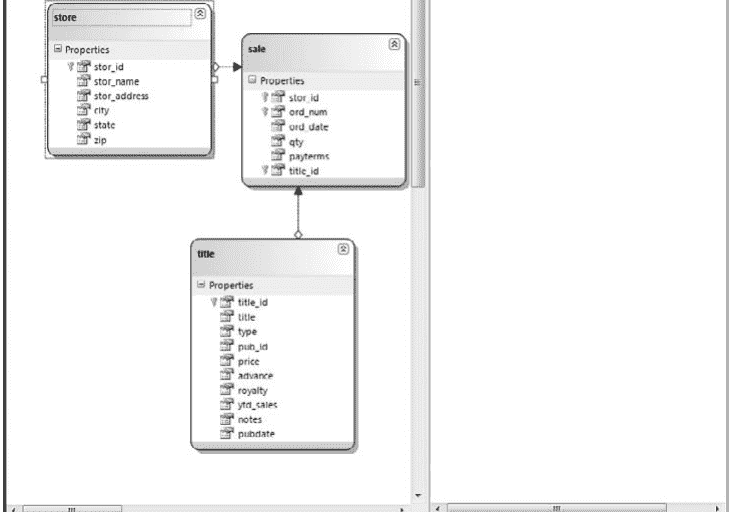 store
Properties
stor_id
stor_name
stor_address
city
state
zip
sale
Properties
stor_id
ord_num
ord_date
qty
payterms
title_id
title
Properties
title_id
title
type
pub_id
price
advance
royalty
ytd_sales
notes
pubdate